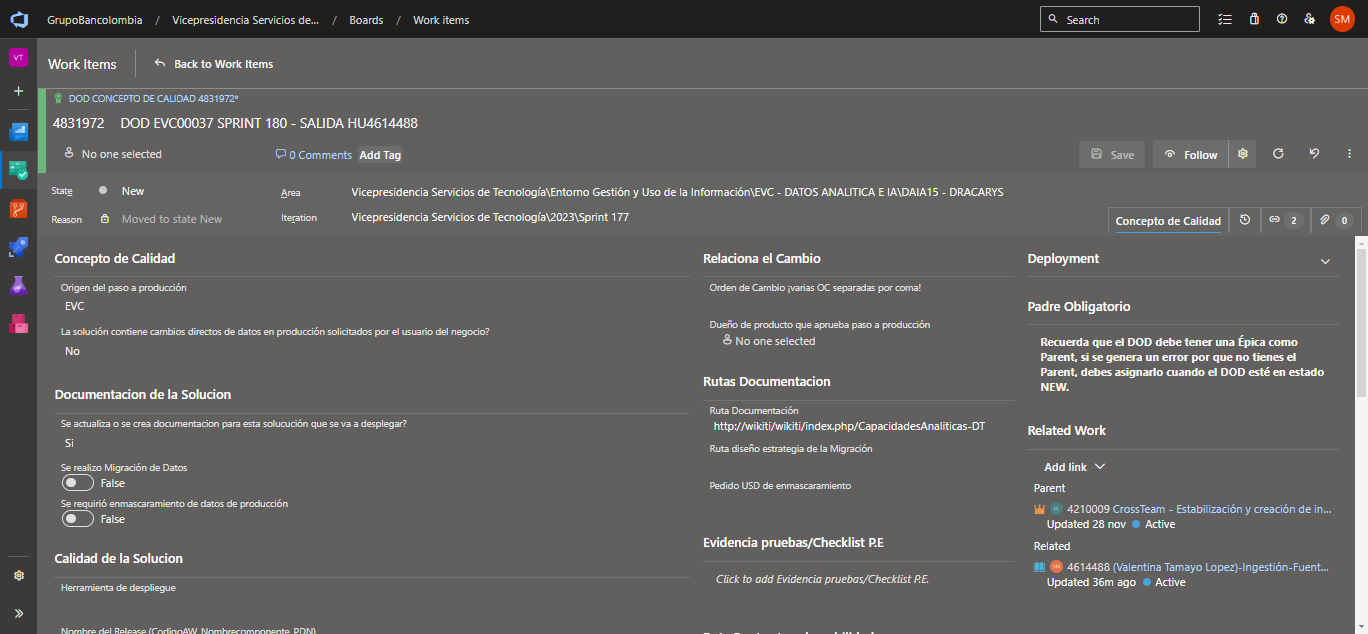 GrupoBancolombia / Vicepresidencia Servicios de... / Boards / Work items
Search
SM
VT
Work Items
Back to Work Items
DOD CONCEPTO DE CALIDAD 4831972*
4831972 DOD EVC00037 SPRINT 180 - SALIDA HU4614488
No one selected
0 Comments
Add Tag
Save
Follow
State
New
Area
Vicepresidencia Servicios de Tecnología\Entorno Gestión y Uso de la Información\EVC - DATOS ANALITICA E IA\DAIA15 - DRACARYS
Reason
Moved to state New
Iteration
Vicepresidencia Servicios de Tecnología\2023\Sprint 177
Concepto de Calidad
2
0
Concepto de Calidad
Origen del paso a producción
EVC
La solución contiene cambios directos de datos en producción solicitados por el usuario del negocio?
No
Documentacion de la Solucion
Se actualiza o se crea documentacion para esta solucución que se va a desplegar?
Si
Se realizo Migración de Datos
False
Se requirió enmascaramiento de datos de producción
False
Calidad de la Solucion
Herramienta de despliegue
Nombre del Release (CodigoAW_Nombrecomponente_PDN)
Relaciona el Cambio
Orden de Cambio ¡varias OC separadas por coma!
Dueño de producto que aprueba paso a producción
No one selected
Rutas Documentacion
Ruta Documentación
http://wikiti/wikiti/index.php/CapacidadesAnaliticas-DT
Ruta diseño estrategia de la Migración
Pedido USD de enmascaramiento
Evidencia pruebas/Checklist P.E
Click to add Evidencia pruebas/Checklist P.E.
Deployment
Padre Obligatorio
Recuerda que el DOD debe tener una Épica como
Parent, si se genera un error por que no tienes el
Parent, debes asignarlo cuando el DOD esté en estado
NEW.
Related Work
Add link
Parent
K
4210009 CrossTeam - Estabilización y creación de in...
Updated 28 nov
Active
Related
SM
4614488 (Valentina Tamayo Lopez)-Ingestión-Fuent...
Updated 36m ago
Active